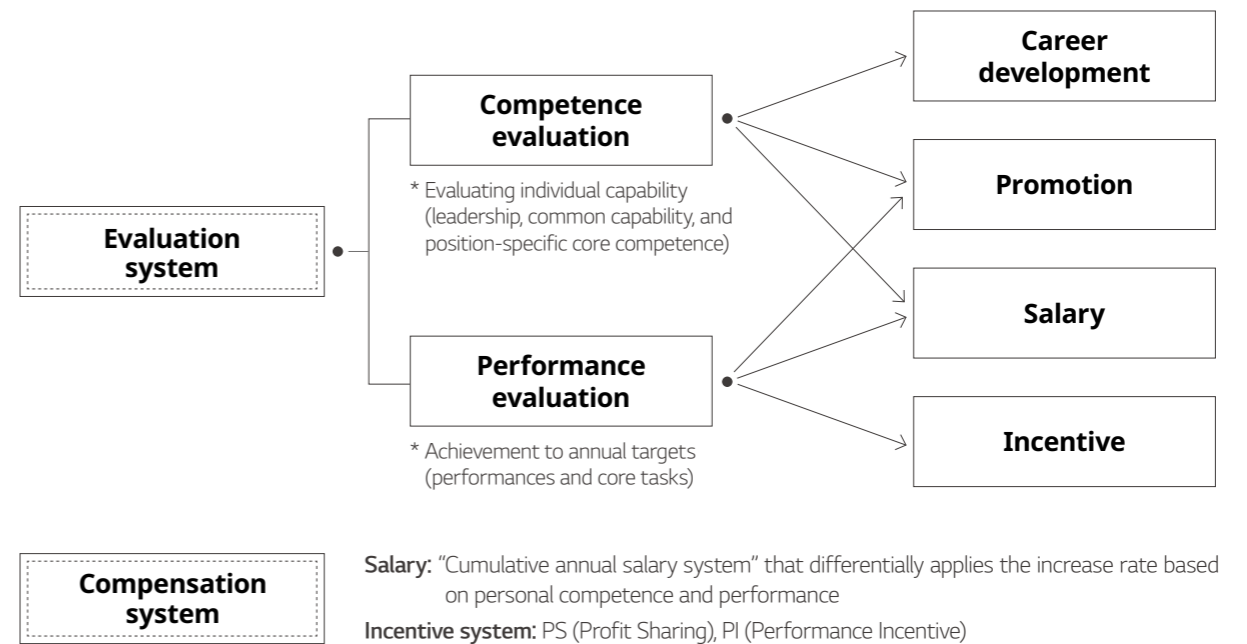 Evaluation
system
Competence
evaluation
* Evaluating individual capability
(leadership, common capability, and
position-specific core competence)
Performance
evaluation
* Achievement to annual targets
(performances and core tasks)
Career
development
Promotion
Salary
Incentive
Compensation
system
Salary: “Cumulative annual salary system” that differentially applies the increase rate based
on personal competence and performance
Incentive system: PS (Profit Sharing), PI (Performance Incentive)